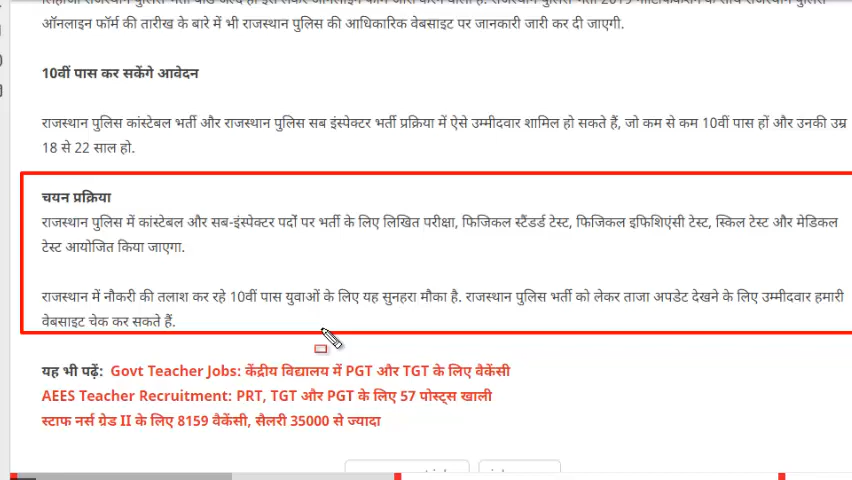 ऑनलाइन फॉर्म की तारीख के बारे में भी राजस्थान पुलिस की आधिकारिक वेबसाइट पर जानकारी जारी कर दी जाएगी.
10वीं पास कर सकेंगे आवेदन
राजस्थान पुलिस कांस्टेबल भर्ती और राजस्थान पुलिस सब इंस्पेक्टर भर्ती प्रक्रिया में ऐसे उम्मीदवार शामिल हो सकते हैं, जो कम से कम 10वीं पास हों और उनकी उम्र
18 से 22 साल हो.
चयन प्रक्रिया
राजस्थान पुलिस में कांस्टेबल और सब-इंस्पेक्टर पदों पर भर्ती के लिए लिखित परीक्षा, फिजिकल स्टैंडर्ड टेस्ट, फिजिकल इफिशिएंसी टेस्ट, स्किल टेस्ट और मेडिकल
टेस्ट आयोजित किया जाएगा.
राजस्थान में नौकरी की तलाश कर रहे 10वीं पास युवाओं के लिए यह सुनहरा मौका है. राजस्थान पुलिस भर्ती को लेकर ताजा अपडेट देखने के लिए उम्मीदवार हमारी
वेबसाइट चेक कर सकते हैं.
यह भी पढ़ें: Govt Teacher Jobs: केंद्रीय विद्यालय में PGT और TGT के लिए वैकेंसी
AEES Teacher Recruitment: PRT, TGT और PGT के लिए 57 पोस्ट्स खाली
स्टाफ नर्स ग्रेड II के लिए 8159 वैकेंसी, सैलरी 35000 से ज्यादा